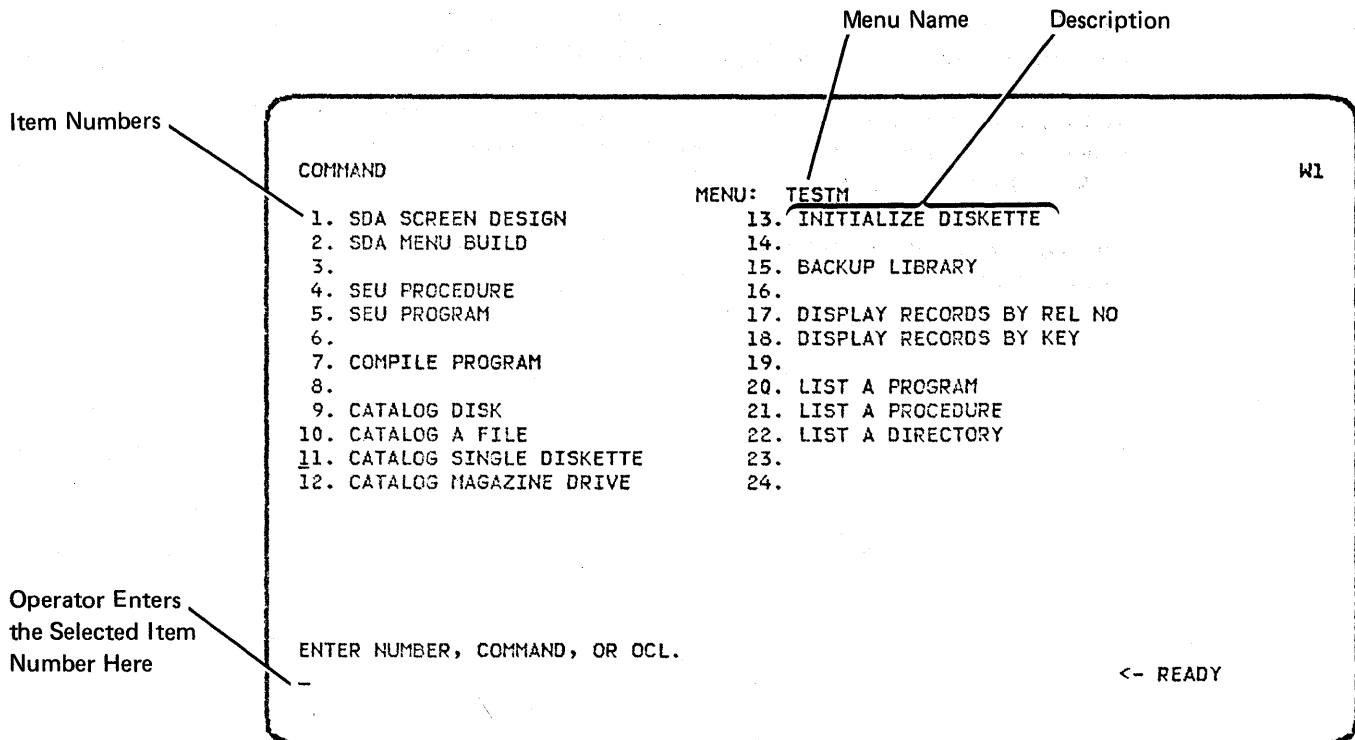 Menu Name Description
Item Numbers
COMMAND W1
MENU: TESTM
1. SDA SCREEN DESIGN 13. INITIALIZE DISKETTE
2. SDA MENU BUILD 14.
3. 15. BACKUP LIBRARY
4. SEU PROCEDURE 16.
5. SEU PROGRAM 17. DISPLAY RECORDS BY REL NO
6. 18. DISPLAY RECORDS BY KEY
7. COMPILE PROGRAM 19.
8. 20. LIST A PROGRAM
9. CATALOG DISK 21. LIST A PROCEDURE
10. CATALOG A FILE 22. LIST A DIRECTORY
11. CATALOG SINGLE DISKETTE 23.
12. CATALOG MAGAZINE DRIVE 24.
Operator Enters
the Selected Item
Number Here
ENTER NUMBER, COMMAND, OR OCL.
<- READY
_